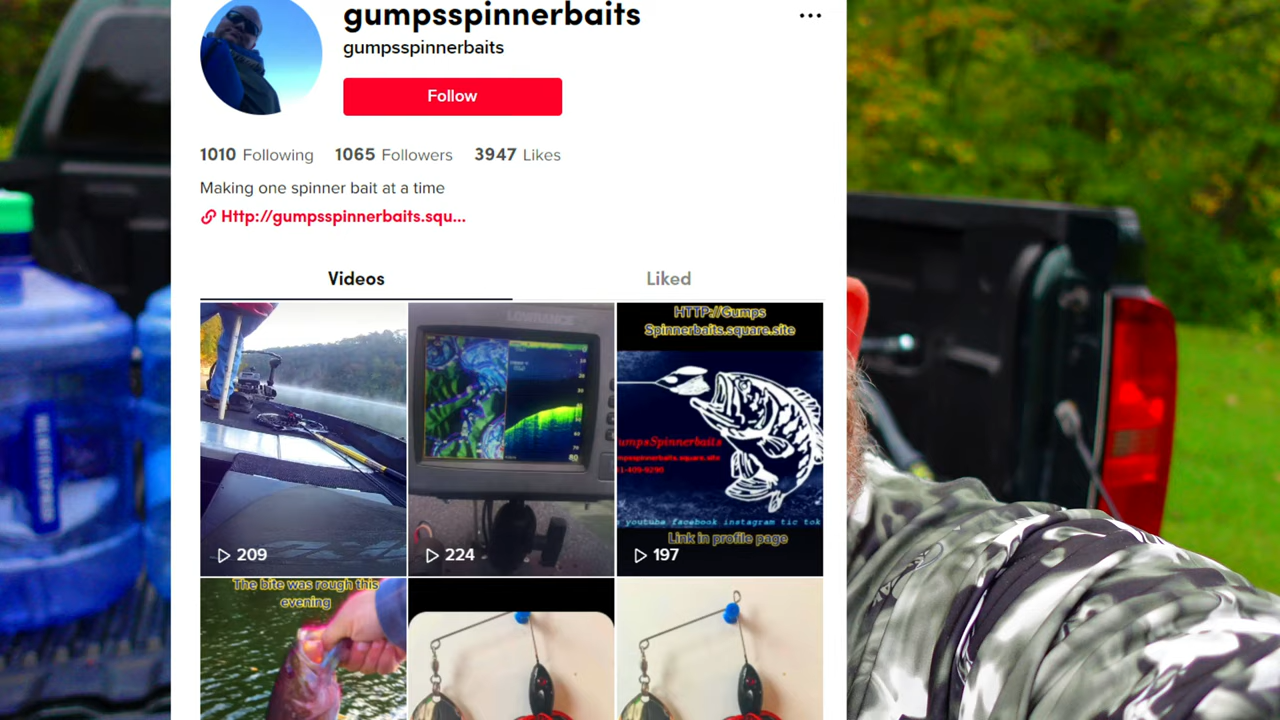 gumpsspinnerbaits
gumpsspinnerbaits
Follow
1010 Following 1065 Followers 3947 Likes
Making one spinner bait at a time
Http://gumpsspinnerbaits.squ...
Videos Liked
LOWRANCE
HTTP://Gumps
Spinnerbaits.square.site
umpsSpinnerbaits
youtube facebook instagram tic tok
Link in profile page
209
224
197
The bite was rough this
evening